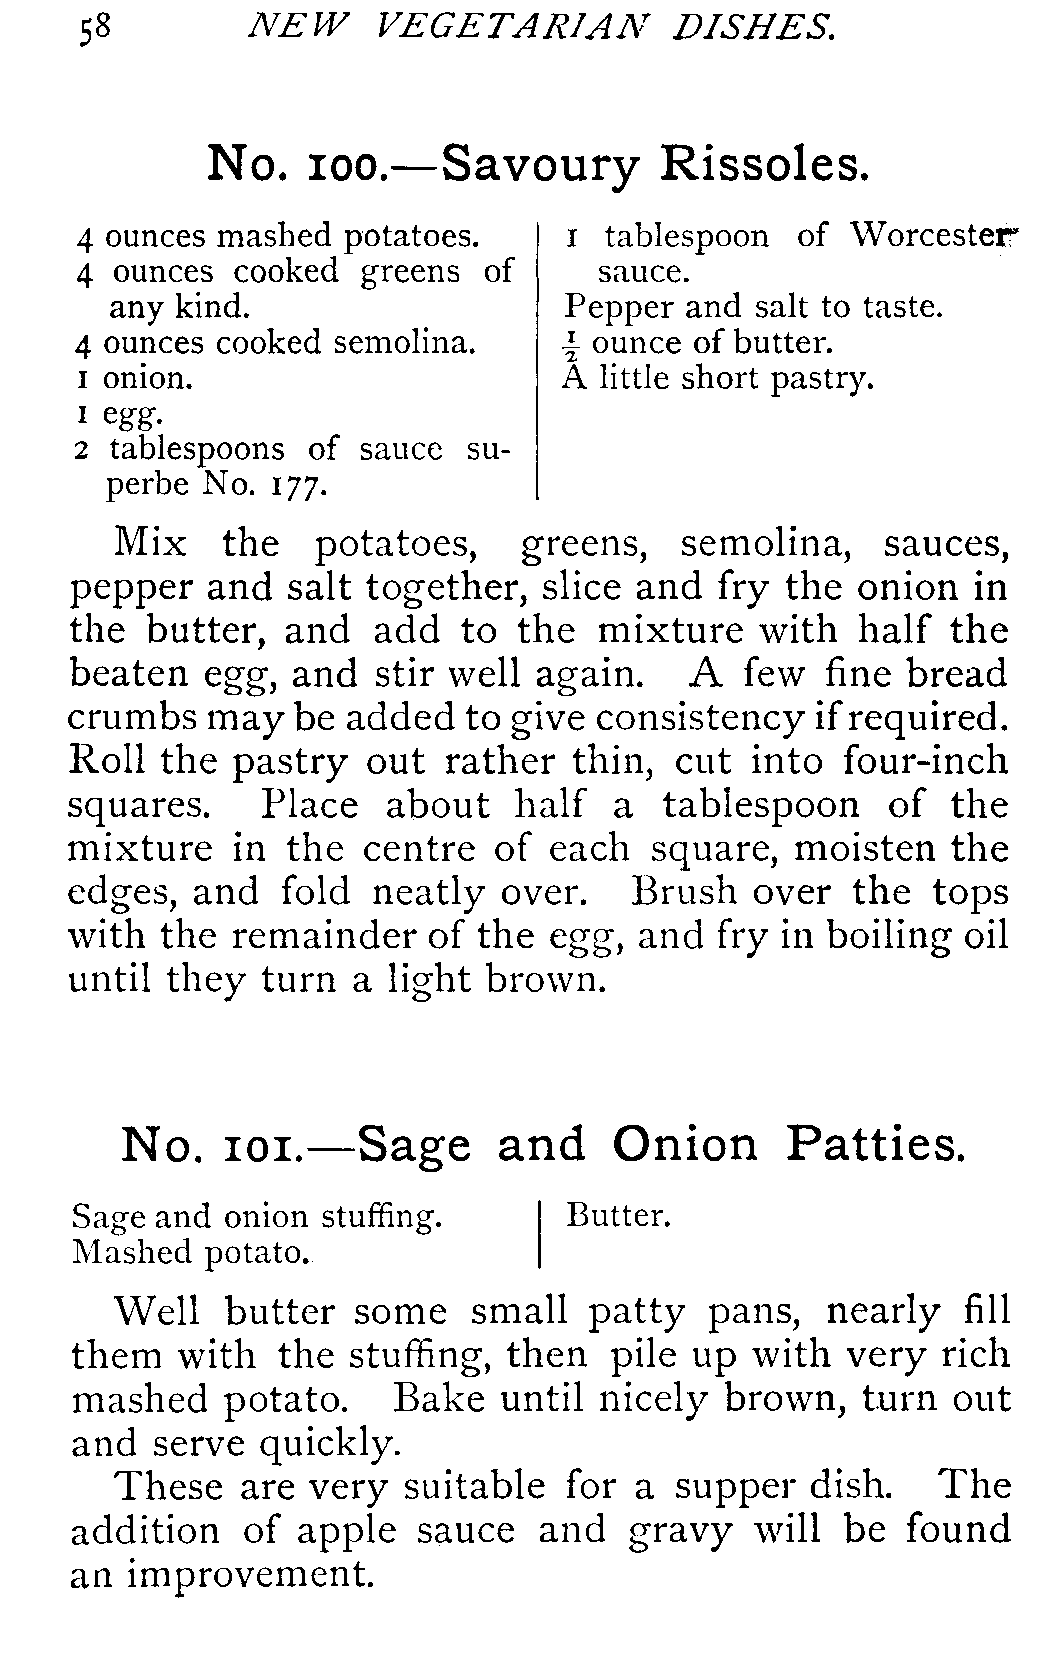 58 NEW VEGETARIAN DISHES.
No. 100.—Savoury Rissoles.
4 ounces mashed potatoes.
4 ounces cooked greens of
any kind.
4 ounces cooked semolina.
1 onion.
1 egg.
2 tablespoons of sauce su-
perbe No. 177.
1 tablespoon of Worcester
sauce.
Pepper and salt to taste.
½ ounce of butter.
A little short pastry.
Mix the potatoes, greens, semolina, sauces,
pepper and salt together, slice and fry the onion in
the butter, and add to the mixture with half the
beaten egg, and stir well again. A few fine bread
crumbs may be added to give consistency if required.
Roll the pastry out rather thin, cut into four-inch
squares. Place about half a tablespoon of the
mixture in the centre of each square, moisten the
edges, and fold neatly over. Brush over the tops
with the remainder of the egg, and fry in boiling oil
until they turn a light brown.
No. 101.—Sage and Onion Patties.
Sage and onion stuffing.
Mashed potato.
Butter.
Well butter some small patty pans, nearly fill
them with the stuffing, then pile up with very rich
mashed potato. Bake until nicely brown, turn out
and serve quickly.
These are very suitable for a supper dish. The
addition of apple sauce and gravy will be found
an improvement.